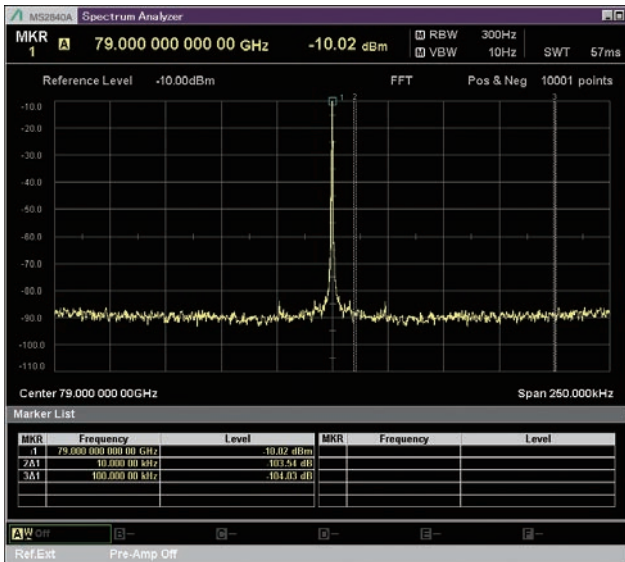 MS2840A Spectrum Analyzer
MKR 1 A 79.000 000 000 00 GHz -10.02 dBm M RBW 300Hz
M VBW 10Hz SWT 57ms
Reference Level -10.00dBm FFT Pos & Neg 10001 points
1 2 3
-10.0
-20.0
-30.0
-40.0
-50.0
-60.0
-70.0
-80.0
-90.0
-100.0
-110.0
Center 79.000 000 00GHz Span 250.000kHz
Marker List
MKR Frequency Level MKR Frequency Level
1 79.000 000 000 00 GHz -10.02 dBm
2Δ1 10.000 00 kHz -103.54 dB
3Δ1 100.000 00 kHz -104.03 dB
A W Off B - C - D - E - F -
Ref.Ext Pre-Amp Off